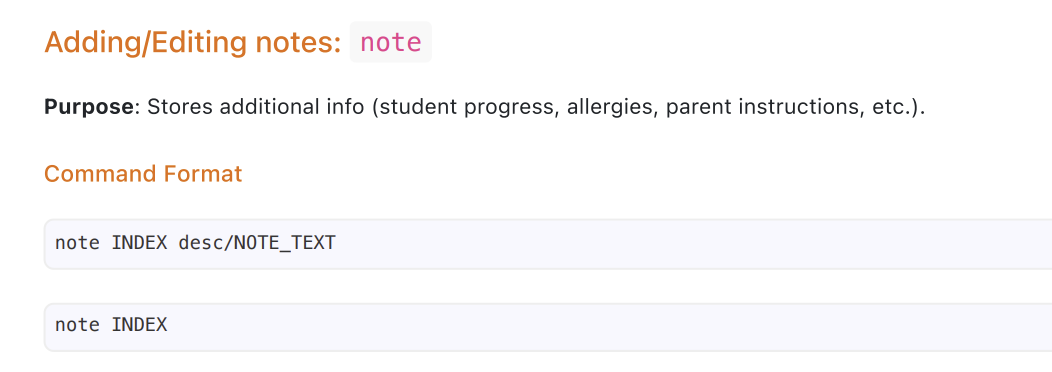 Adding/Editing notes: note
Purpose: Stores additional info (student progress, allergies, parent instructions, etc.).
Command Format
note INDEX desc/NOTE_TEXT
note INDEX